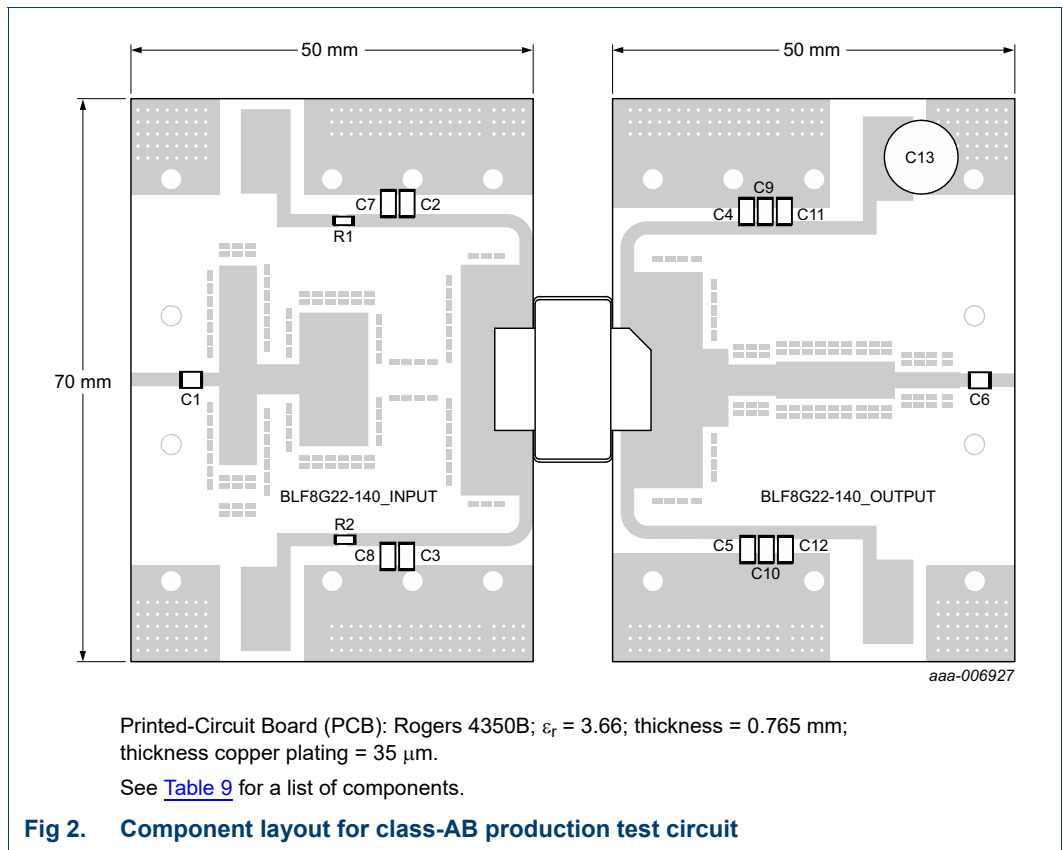 50 mm
50 mm
70 mm
C13
C9
C7
C2
C4
C11
R1
C1
C6
BLF8G22-140_INPUT
BLF8G22-140_OUTPUT
R2
C8
C3
C5
C12
C10
aaa-006927
Printed-Circuit Board (PCB): Rogers 4350B; εr = 3.66; thickness = 0.765 mm;
thickness copper plating = 35 μm.
See Table 9 for a list of components.
Fig 2. Component layout for class-AB production test circuit